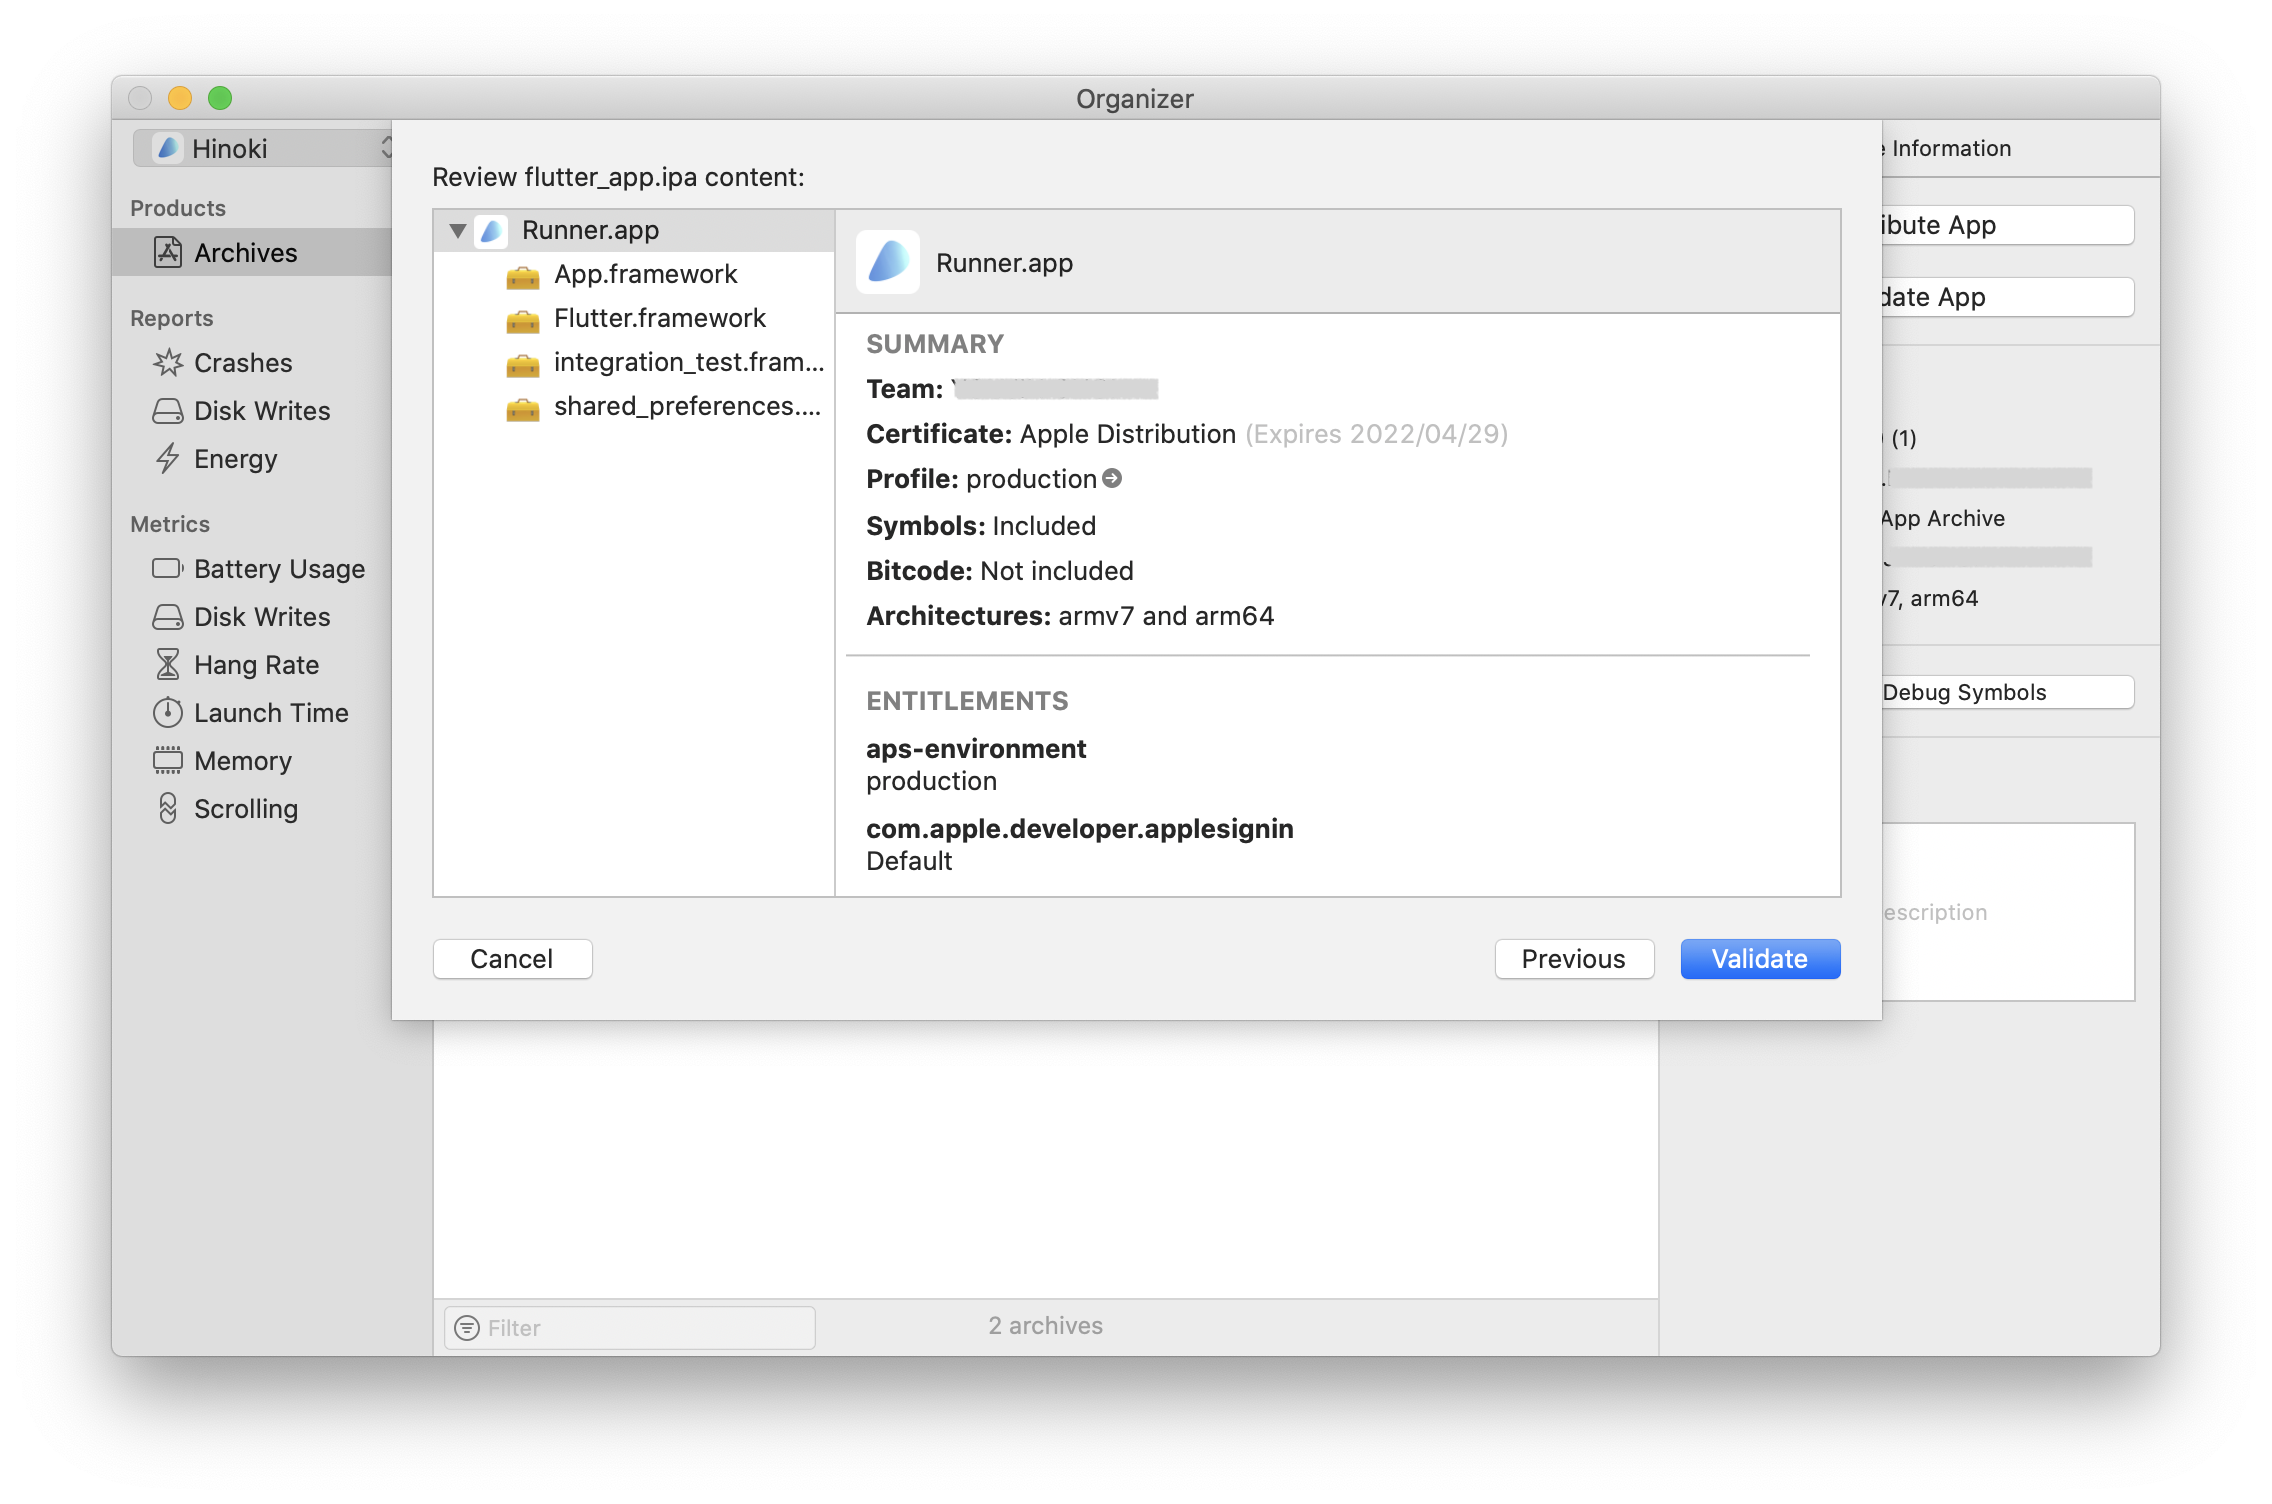 Organizer
Hinoki
Products
Archives
Reports
Crashes
Disk Writes
Energy
Metrics
Battery Usage
Disk Writes
Hang Rate
Launch Time
Memory
Scrolling
Review flutter_app.ipa content:
Runner.app
App.framework
Flutter.framework
integration_test.fram...
shared_preferences....
Runner.app
SUMMARY
Team:
Certificate: Apple Distribution (Expires 2022/04/29)
Profile: production
Symbols: Included
Bitcode: Not included
Architectures: armv7 and arm64
ENTITLEMENTS
aps-environment
production
com.apple.developer.applesignin
Default
Cancel
Previous
Validate
Information
ibute App
date App
(1)
App Archive
v7, arm64
Debug Symbols
escription
Filter
2 archives